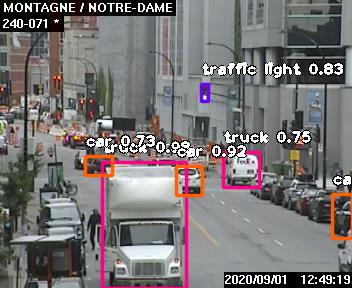 MONTAGNE / NOTRE-DAME
240-071 *
traffic light 0.83
car 0.73
truck 0.75
car 0.92
ca
2020/09/01 12:49:19